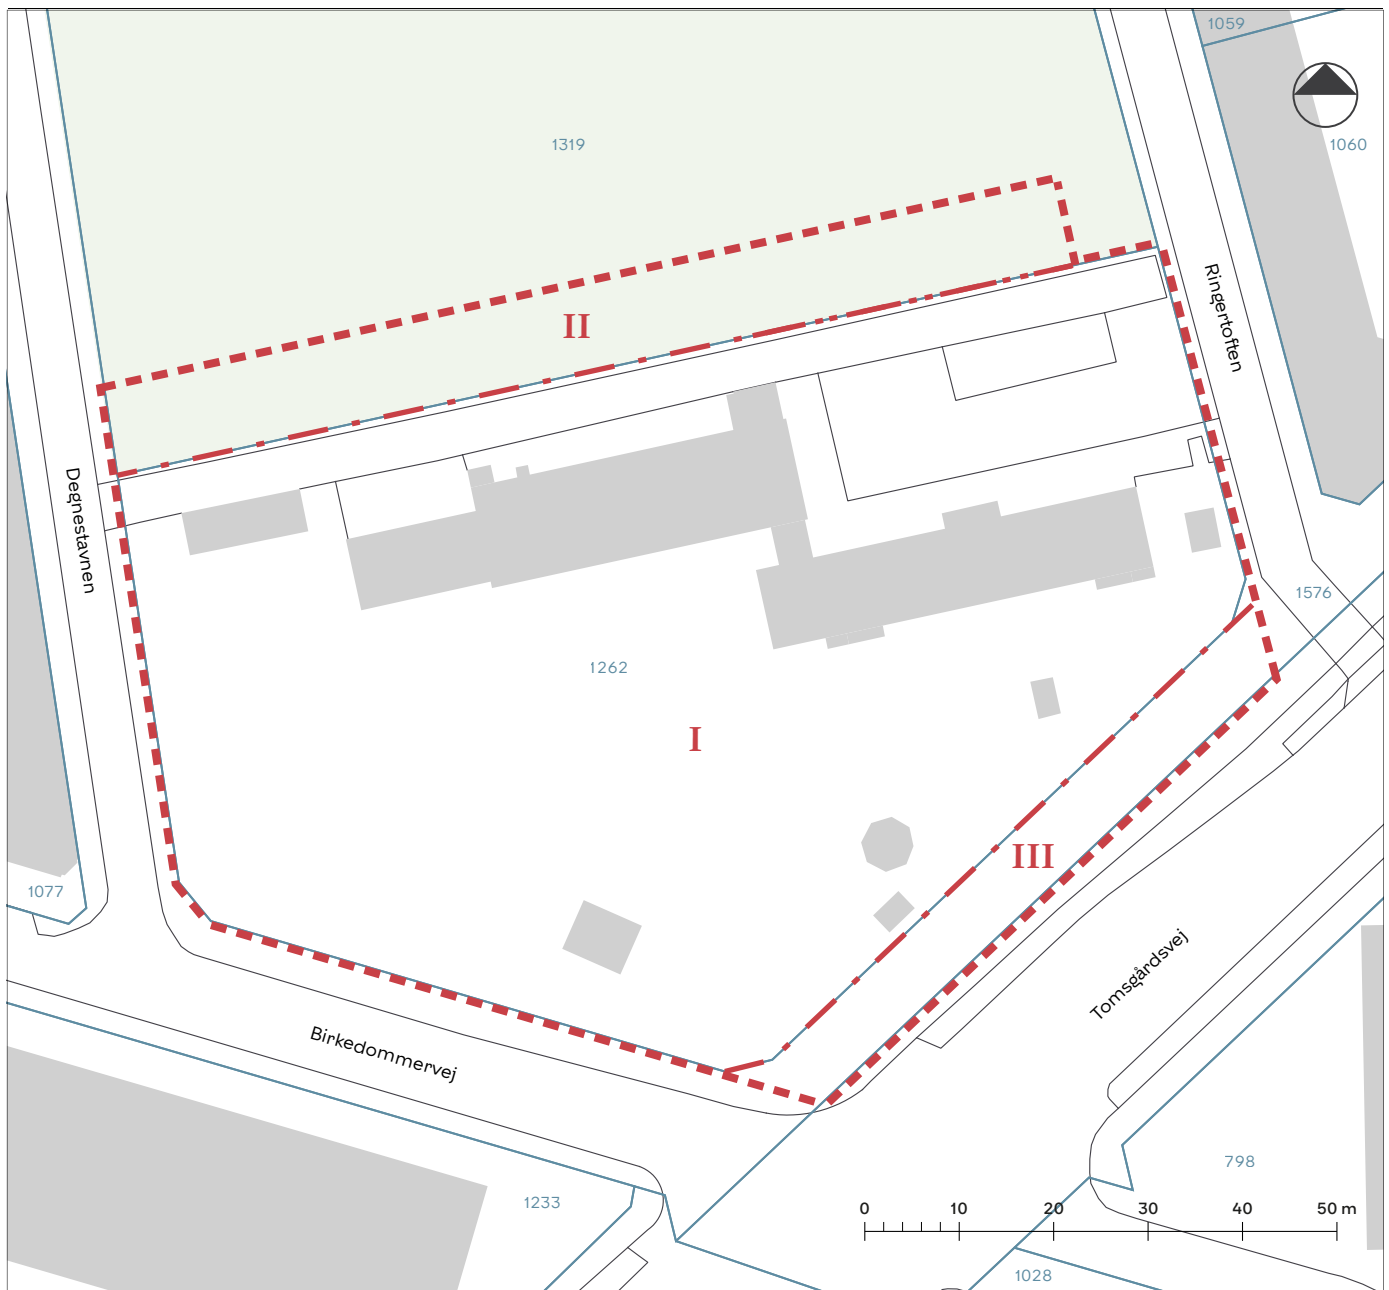 1059
1319
1060
Ringertoften
II
Degnestavnen
1576
1262
I
III
1077
Tomsgårdsvej
Birkedommervej
798
1233
0 10 20 30 40 50 m
1028